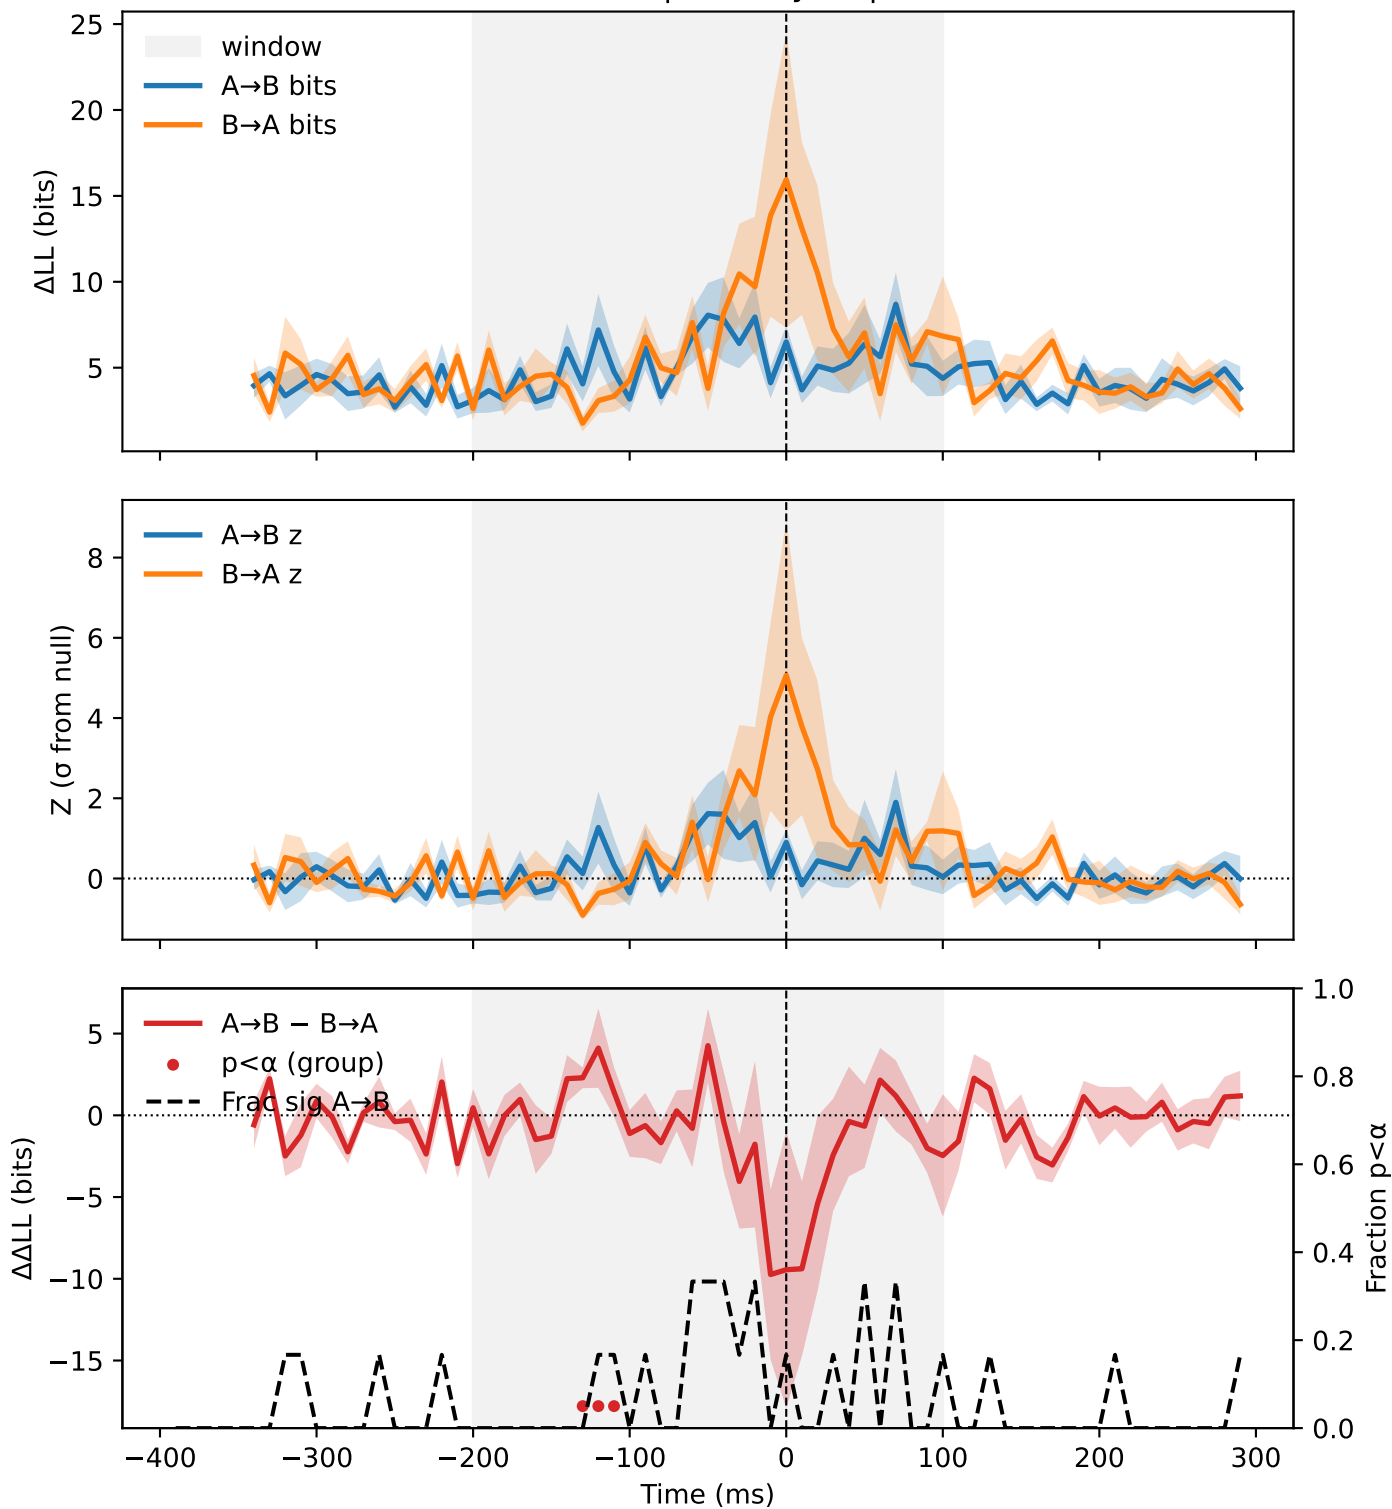 25
20
15
10
5
ΔLL (bits)
window
A→B bits
B→A bits
8
6
4
2
0
Z (σ from null)
A→B z
B→A z
5
0
−5
−10
−15
ΔΔLL (bits)
A→B − B→A
p<α (group)
Frac sig A→B
1.0
0.8
0.6
0.4
0.2
0.0
Fraction p<α
−400 −300 −200 −100 0 100 200 300
Time (ms)